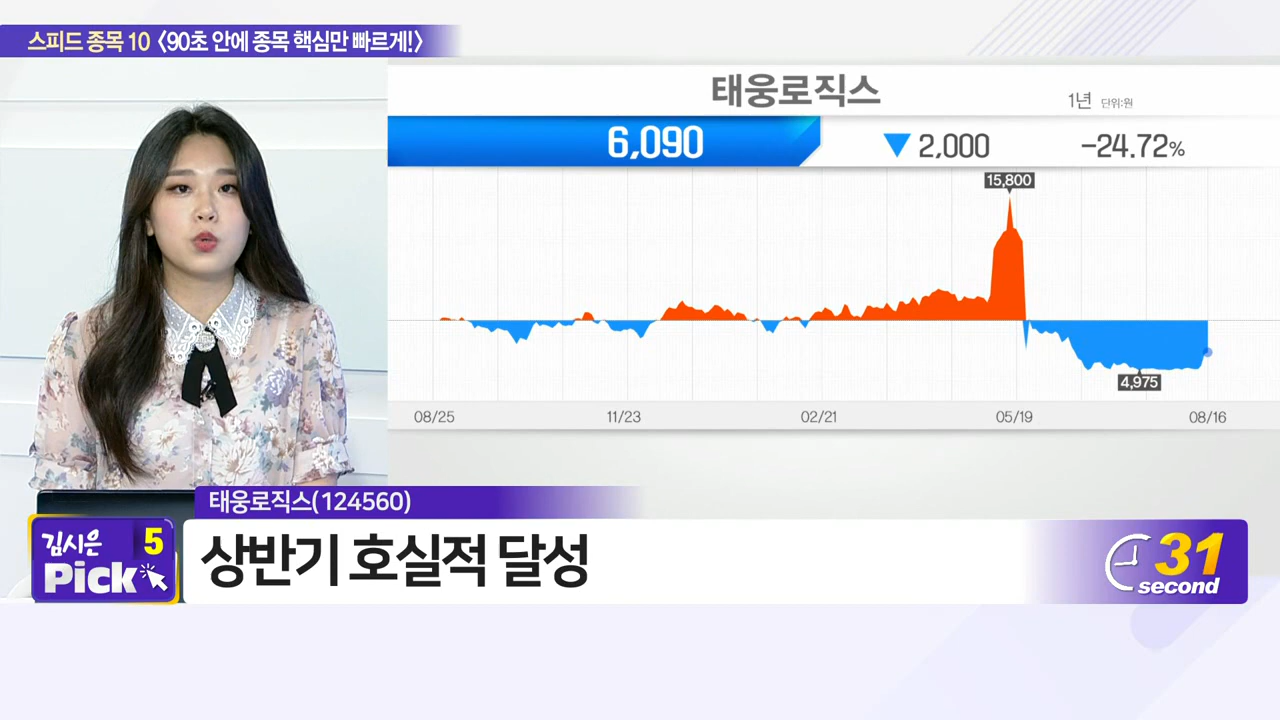 스피드 종목 10 〈90초 안에 종목 핵심만 빠르게!〉
태웅로직스
1년 단위:원
6,090 ▼ 2,000 -24.72%
15,800
4,975
08/25 11/23 02/21 05/19 08/16
태웅로직스(124560)
김시은 5
Pick
상반기 호실적 달성
31
second